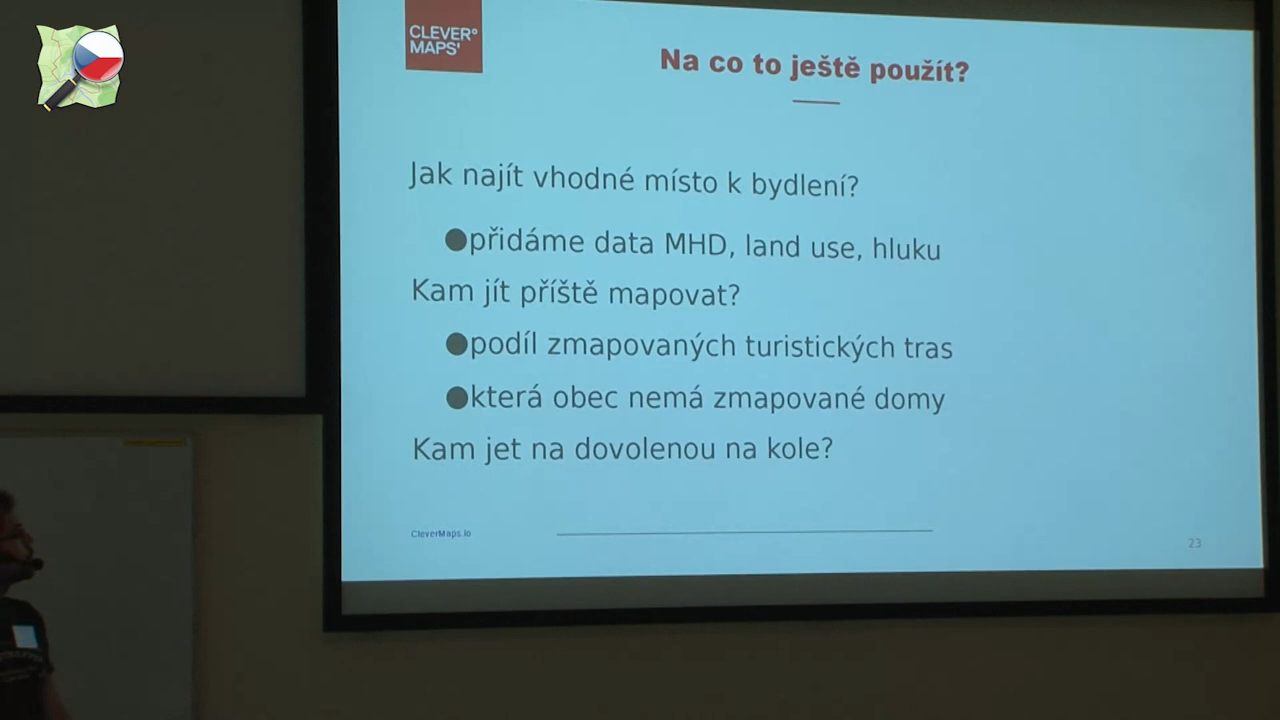 CLEVER°
MAPS'
Na co to ještě použít?
Jak najít vhodné místo k bydlení?
●přidáme data MHD, land use, hluku
Kam jít příště mapovat?
●podíl zmapovaných turistických tras
●která obec nemá zmapované domy
Kam jet na dovolenou na kole?
CleverMaps.io
23